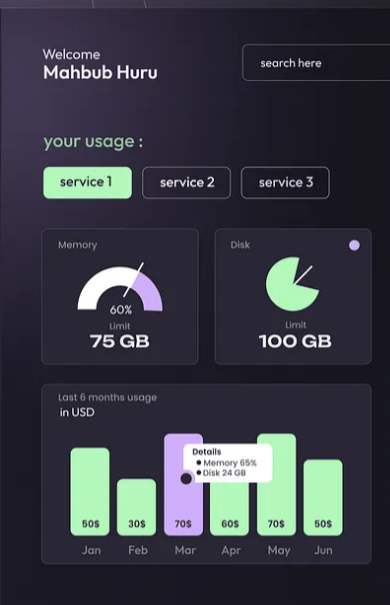 Welcome
Mahbub Huru
search here
your usage :
service 1
service 2
service 3
Memory
60%
Limit
75 GB
Disk
Limit
100 GB
Last 6 months usage
in USD
Details
Memory 65%
Disk 24 GB
50$
30$
70$
60$
70$
50$
Jan
Feb
Mar
Apr
May
Jun